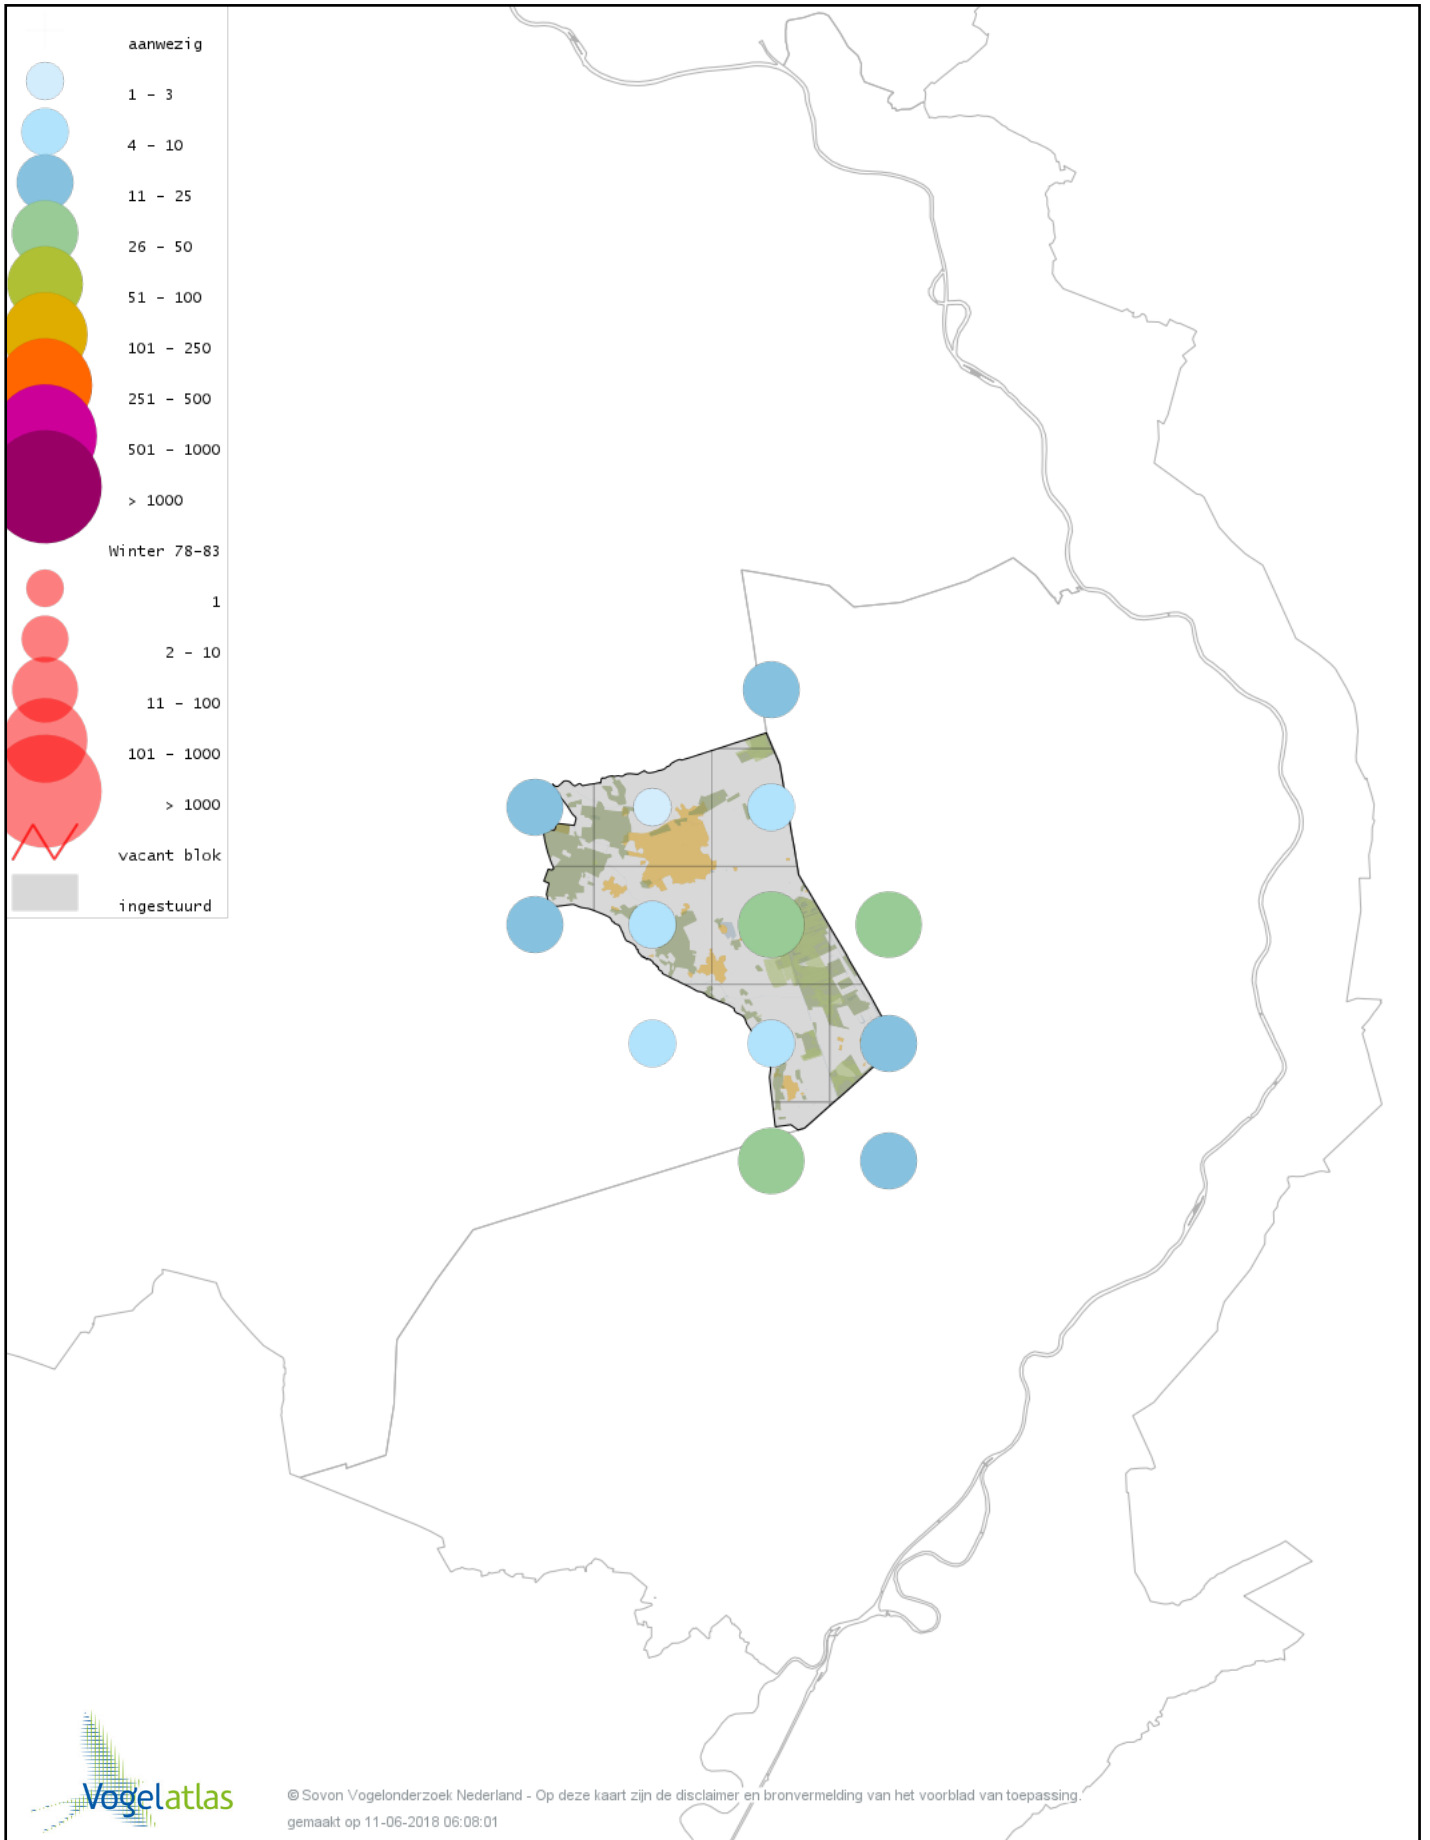 aanwezig
1 - 3
4 - 10
11 - 25
26 - 50
51 - 100
101 - 250
251 - 500
501 - 1000
> 1000
Winter 78-83
1
2 - 10
11 - 100
101 - 1000
> 1000
vacant blok
ingestuurd
Vogelatlas
© Sovon Vogelonderzoek Nederland - Op deze kaart zijn de disclaimer en bronvermelding van het voorblad van toepassing.
gemaakt op 11-06-2018 06:08:01